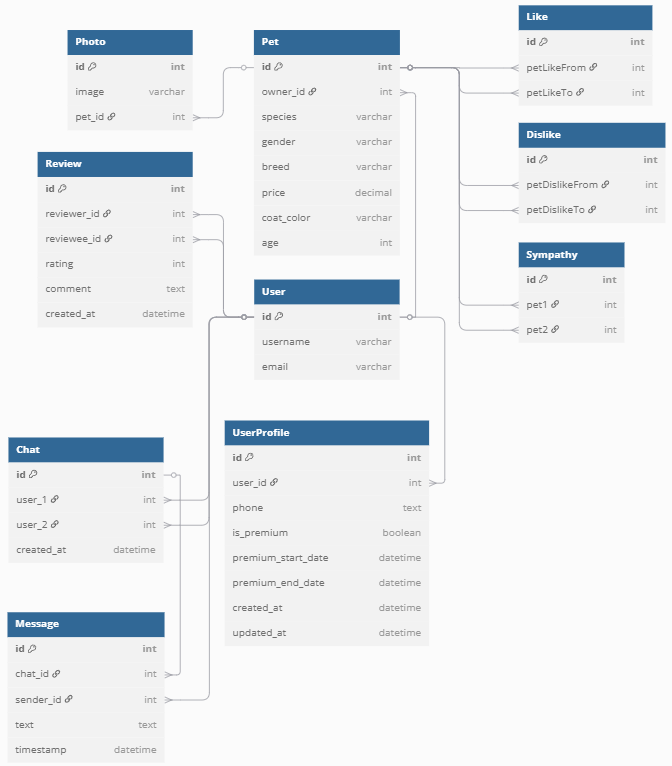 Photo
id int
image varchar
pet_id int
Pet
id int
owner_id int
species varchar
gender varchar
breed varchar
price decimal
coat_color varchar
age int
Like
id int
petLikeFrom int
petLikeTo int
Dislike
id int
petDislikeFrom int
petDislikeTo int
Review
id int
reviewer_id int
reviewee_id int
rating int
comment text
created_at datetime
User
id int
username varchar
email varchar
Sympathy
id int
pet1 int
pet2 int
Chat
id int
user_1 int
user_2 int
created_at datetime
UserProfile
id int
user_id int
phone text
is_premium boolean
premium_start_date datetime
premium_end_date datetime
created_at datetime
updated_at datetime
Message
id int
chat_id int
sender_id int
text text
timestamp datetime